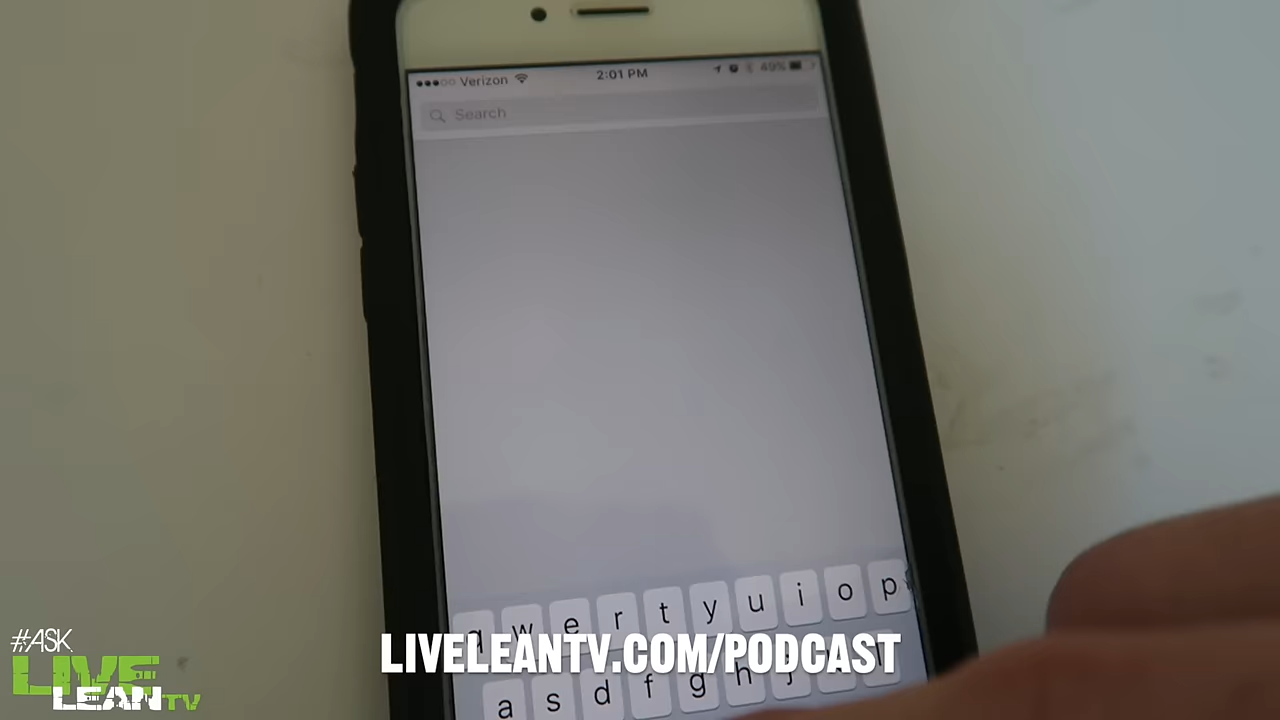 Verizon 2:01 PM 49%
Search
q w e r t y u i o p
a s d f g h j
#ASK
LIVE
LEAN TV
LIVELEANTV.COM/PODCAST